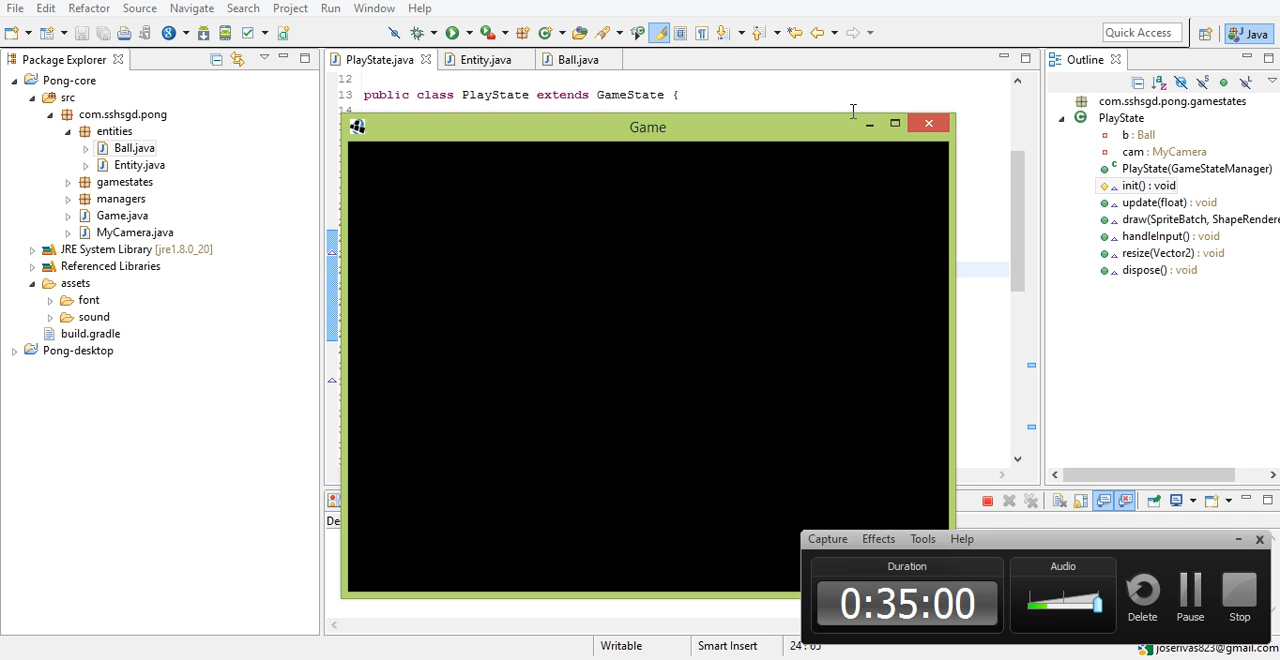 File Edit Refactor Source Navigate Search Project Run Window Help
Quick Access Java
Package Explorer
PlayState.java Entity.java Ball.java
Outline
Pong-core
src
com.sshsgd.pong
entities
Ball.java
Entity.java
gamestates
managers
Game.java
MyCamera.java
JRE System Library [jre1.8.0_20]
Referenced Libraries
assets
font
sound
build.gradle
Pong-desktop
12
13 public class PlayState extends GameState {
14
Game
com.sshsgd.pong.gamestates
PlayState
b : Ball
cam : MyCamera
PlayState(GameStateManager)
init() : void
update(float) : void
draw(SpriteBatch, ShapeRendere
handleInput() : void
resize(Vector2) : void
dispose() : void
De
Capture Effects Tools Help
Duration
0:35:00
Audio
Delete Pause Stop
Writable Smart Insert
joserivas823@gmail.com